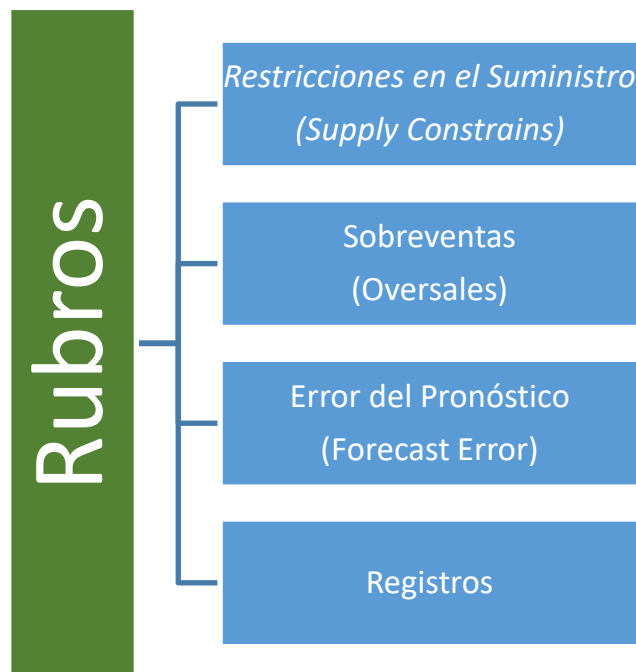 Rubros
Restricciones en el Suministro
(Supply Constrains)
Sobreventas
(Oversales)
Error del Pronóstico
(Forecast Error)
Registros